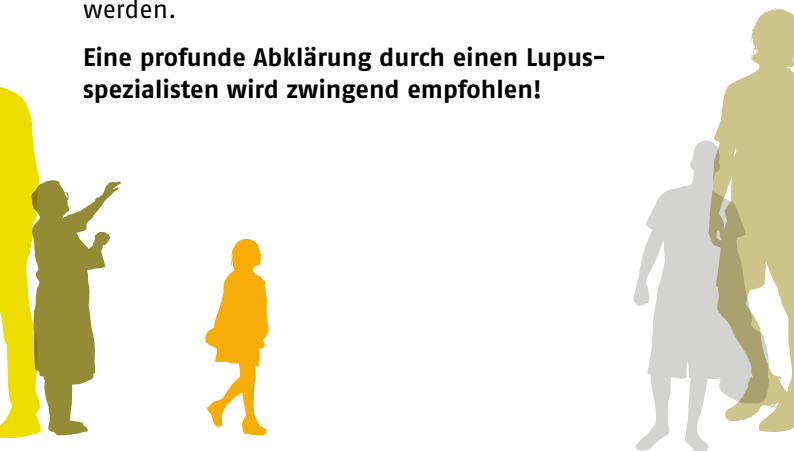 werden.
Eine profunde Abklärung durch einen Lupus-
spezialisten wird zwingend empfohlen!